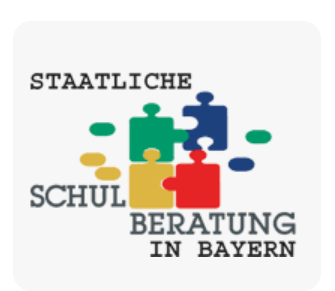 STAATLICHE
SCHUL
BERATUNG
IN BAYERN